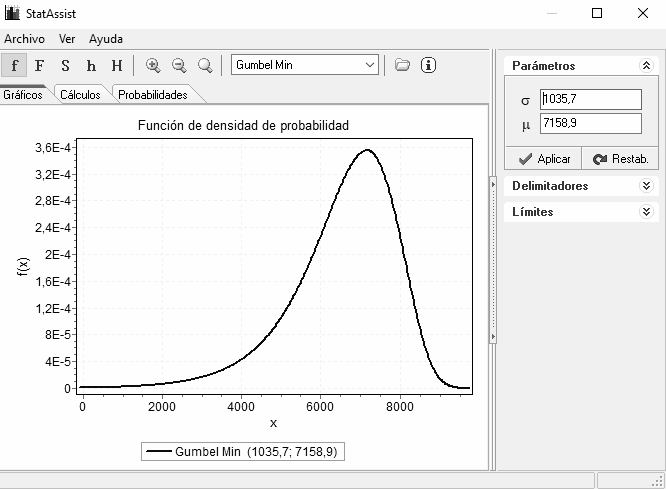 StatAssist
Archivo Ver Ayuda
f F S h H Gumbel Min
Gráficos Cálculos Probabilidades
Función de densidad de probabilidad
f(x)
3,6E-4
3,2E-4
2,8E-4
2,4E-4
2E-4
1,6E-4
1,2E-4
8E-5
4E-5
0
0 2000 4000 6000 8000
x
Gumbel Min (1035,7; 7158,9)
Parámetros
σ 1035,7
μ 7158,9
Aplicar Restab.
Delimitadores
Límites